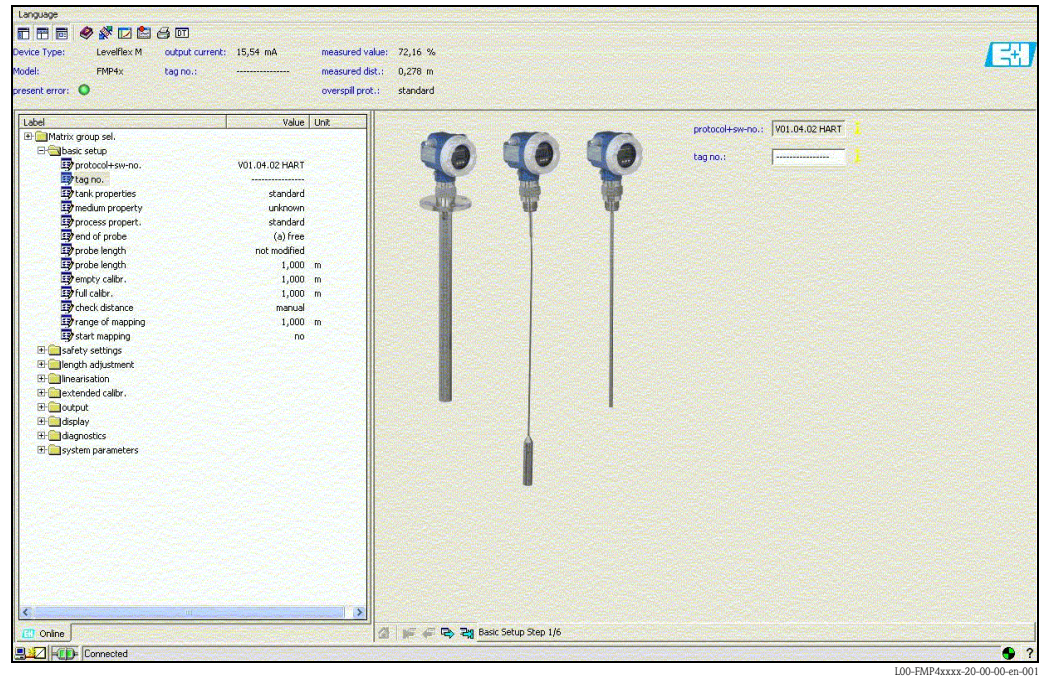 Language
DT
Device Type: Levelflex M output current: 15,54 mA measured value: 72,16 %
Model: FMP4x tag no.: ---------------- measured dist.: 0,278 m
present error: overspill prot.: standard
E+H
Label Value Unit
Matrix group sel.
basic setup
protocol+sw-no. V01.04.02 HART
tag no. ----------------
tank properties standard
medium property unknown
process propert. standard
end of probe (a) free
probe length not modified
probe length 1,000 m
empty calibr. 1,000 m
full calibr. 1,000 m
check distance manual
range of mapping 1,000 m
start mapping no
safety settings
length adjustment
linearisation
extended calibr.
output
display
diagnostics
system parameters
protocol+sw-no.: V01.04.02 HART
tag no.: ----------------
Online
Basic Setup Step 1/6
Connected
?
L00-FMP4xxxx-20-00-00-en-001